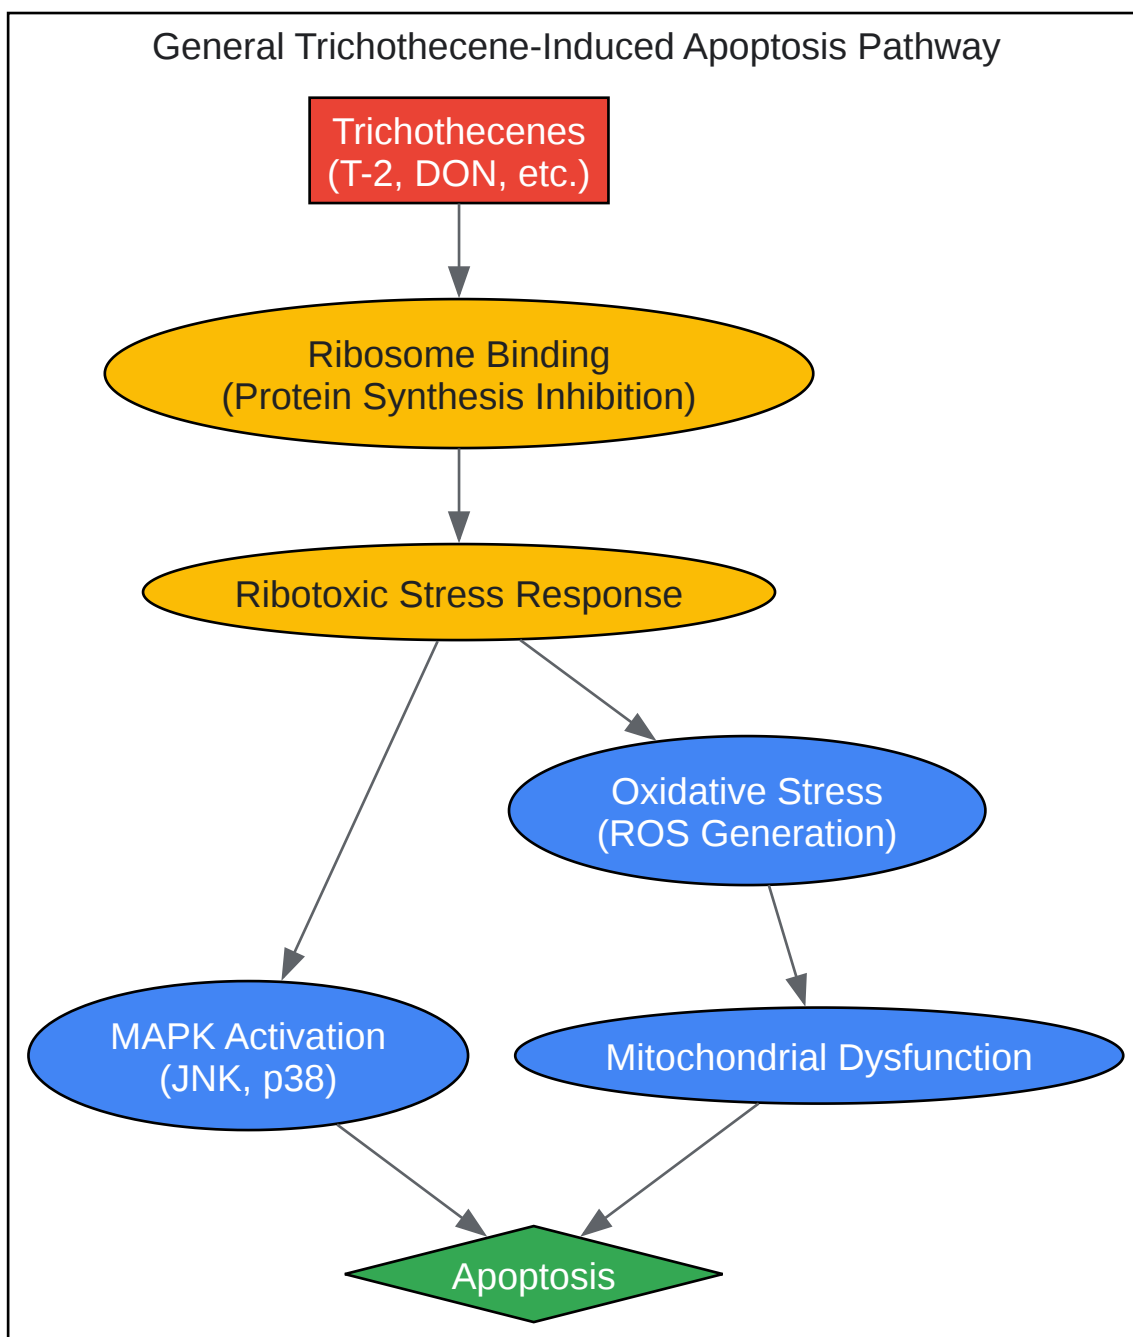 General Trichothecene-Induced Apoptosis Pathway
Trichothecenes
(T-2, DON, etc.)
Ribosome Binding
(Protein Synthesis Inhibition)
Ribotoxic Stress Response
Oxidative Stress
(ROS Generation)
MAPK Activation
(JNK, p38)
Mitochondrial Dysfunction
Apoptosis